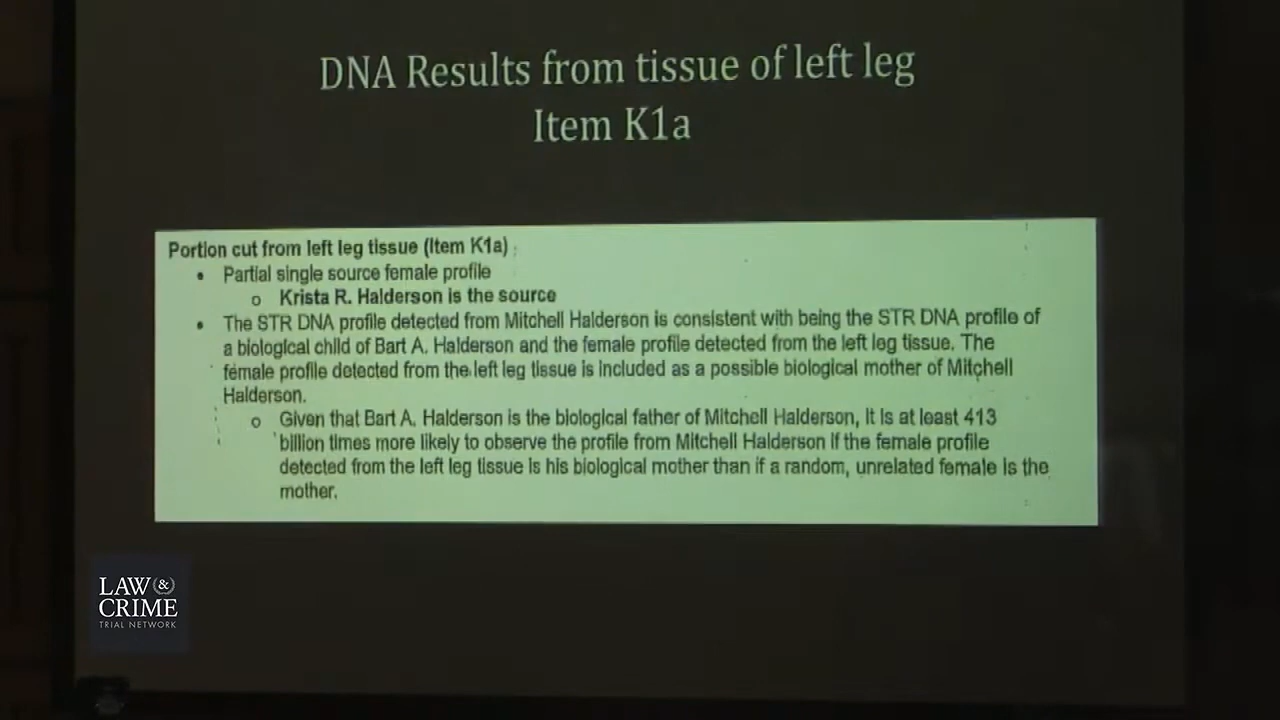 DNA Results from tissue of left leg
Item K1a
Portion cut from left leg tissue (Item K1a)
• Partial single source female profile
o Krista R. Halderson is the source
• The STR DNA profile detected from Mitchell Halderson is consistent with being the STR DNA profile of
a biological child of Bart A. Halderson and the female profile detected from the left leg tissue. The
female profile detected from the left leg tissue is included as a possible biological mother of Mitchell
Halderson.
o Given that Bart A. Halderson is the biological father of Mitchell Halderson, it is at least 413
billion times more likely to observe the profile from Mitchell Halderson if the female profile
detected from the left leg tissue is his biological mother than if a random, unrelated female is the
mother.
LAW &
CRIME
TRIAL NETWORK